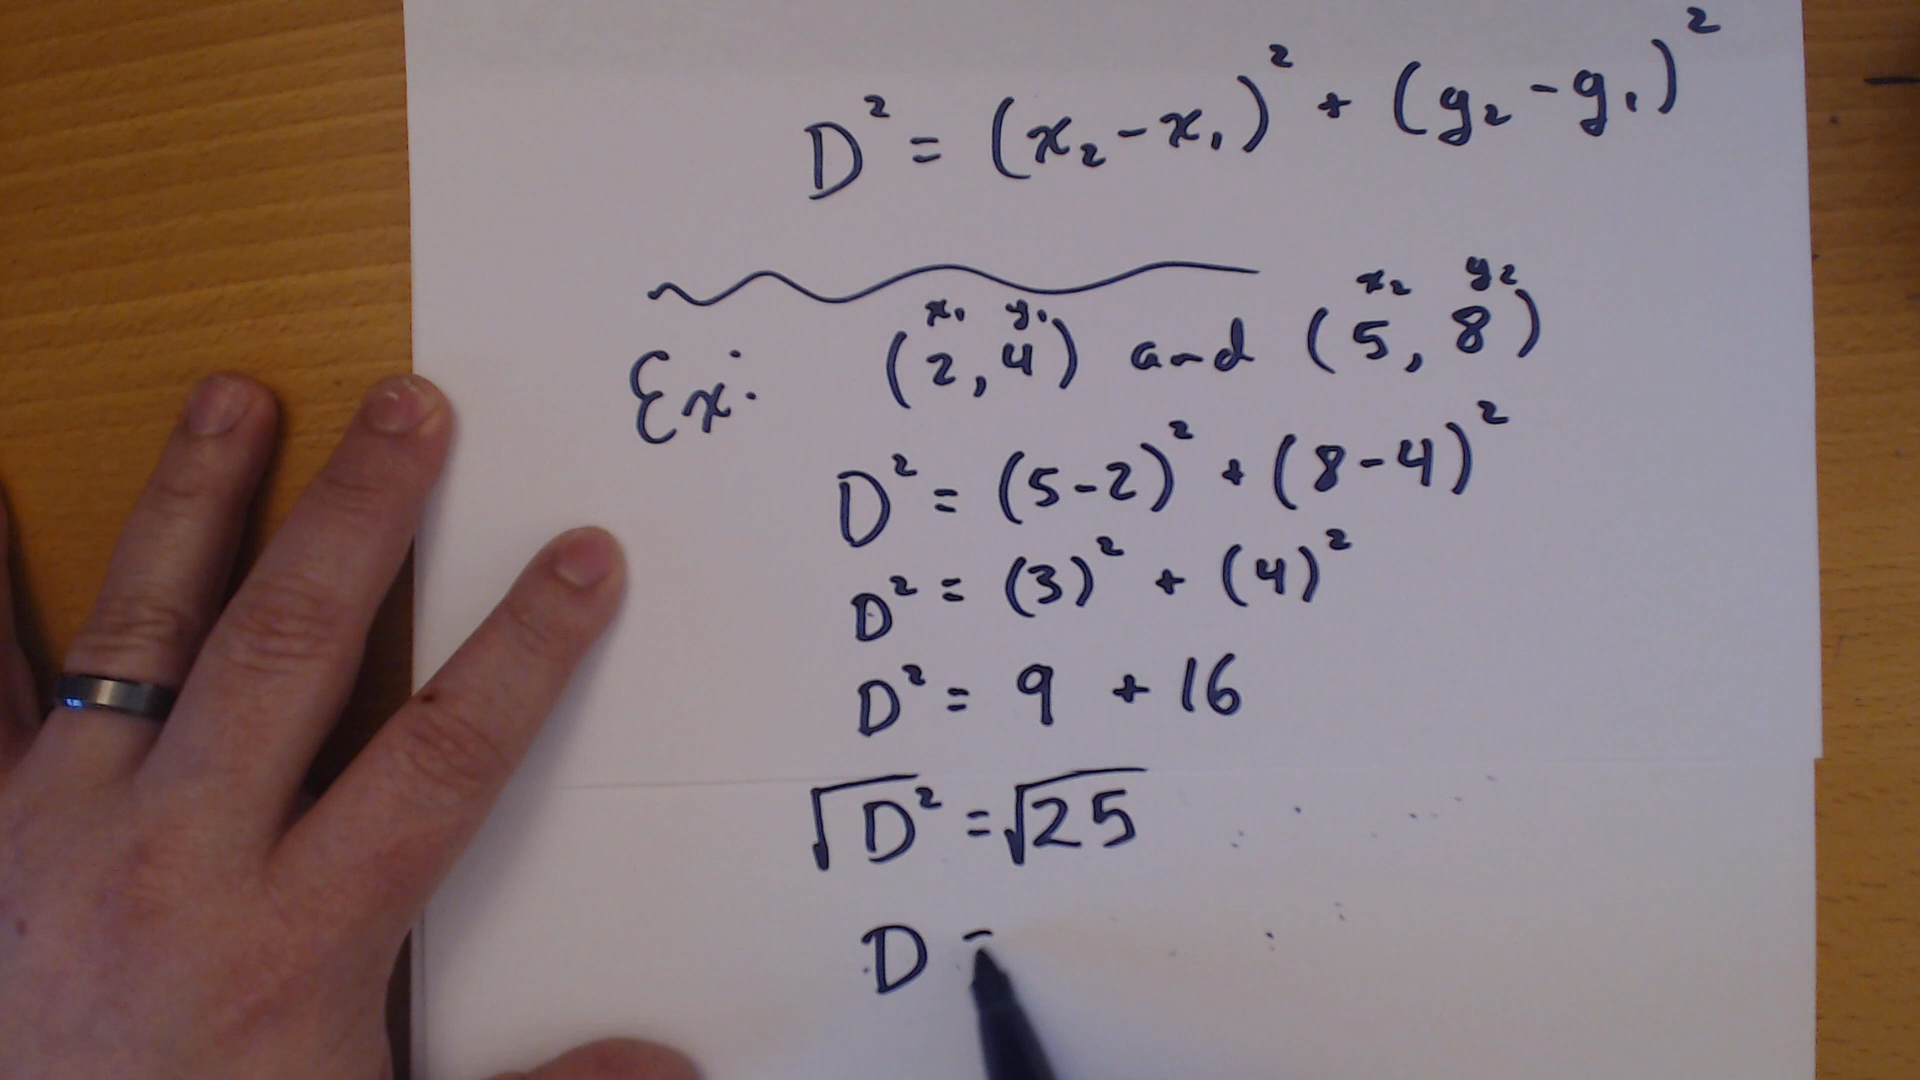 D² = (x₂ - x₁)² + (y₂ - y₁)²
x₁ y₁ x₂ y₂
Ex: (2, 4) and (5, 8)
D² = (5-2)² + (8-4)²
D² = (3)² + (4)²
D² = 9 + 16
√D² = √25
D =